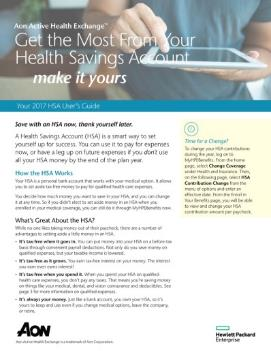 Aon Active Health Exchange™
Get the Most From Your
Health Savings Account
make it yours
Your 2017 HSA User's Guide
Save with an HSA now, thank yourself later.
A Health Savings Account (HSA) is a smart way to set
yourself up for success. You can use it to pay for expenses
now, or have a leg up on future expenses if you don't use
all your HSA money by the end of the plan year.
How the HSA Works
Your HSA is a personal bank account that works with your medical option. It allows
you to set aside tax-free money to pay for qualified health care expenses.
You decide how much money you want to save in your HSA, and you can change
it at any time. So if you didn't elect to set aside money in an HSA when you
enrolled in your medical coverage, you can still do it through MyHPEBenefits.
What's Great About the HSA?
While no one likes taking money out of their paycheck, there are a number of
advantages to setting aside a little money in an HSA.
• It's tax-free when it goes in. You can put money into your HSA on a before-tax
basis through convenient payroll deductions. Not only do you save money on
qualified expenses, but your taxable income is lowered.
• It's tax-free as it grows. You earn tax-free interest on your money. The interest
you earn even earns interest!
• It's tax-free when you spend it. When you spend your HSA on qualified
health care expenses, you don't pay any taxes. That means you're saving money
on things like your medical, dental, and vision coinsurance and deductibles. See
page 3 for more information on qualified expenses.
• It's always your money. Just like a bank account, you own your HSA, so it's
yours to keep and use even if you change medical options, leave the company,
or retire.
Time for a Change?
To change your HSA contributions
during the year, log on to
MyHPEBenefits. From the home
page, select Change Coverage
under Health and Insurance. Then,
on the following page, select HSA
Contribution Change from the
menu of options and enter an
effective date. From the Enroll in
Your Benefits page, you will be able
to view and change your HSA
contribution amount per paycheck.
AON
Aon Active Health Exchange is a trademark of Aon Corporation.
Hewlett Packard
Enterprise